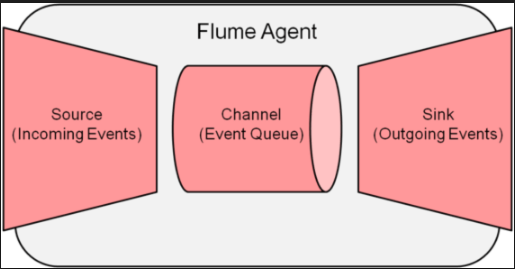 Flume Agent
Source
(Incoming Events)
Channel
(Event Queue)
Sink
(Outgoing Events)